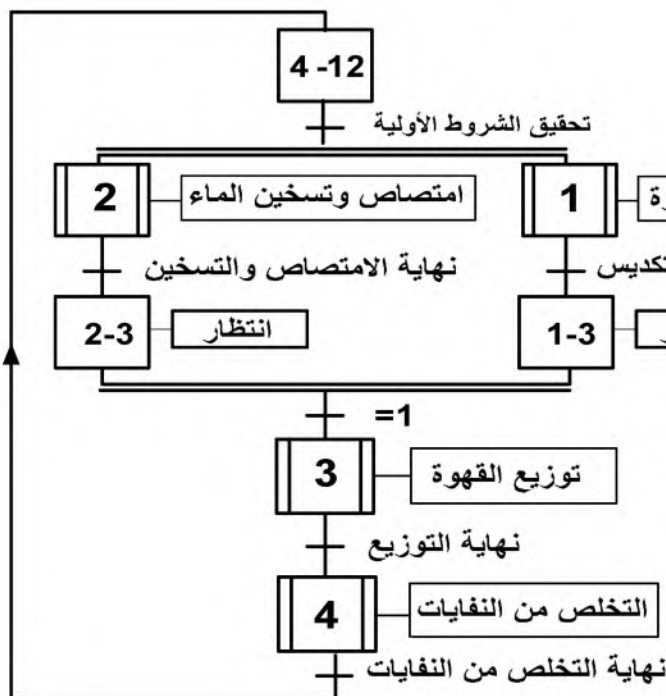 4 -12
تحقيق الشروط الأولية
1
2
امتصاص وتسخين الماء
نهاية الامتصاص والتسخين
1-3
2-3
انتظار
=1
3
توزيع القهوة
نهاية التوزيع
4
التخلص من النفايات
نهاية التخلص من النفايات